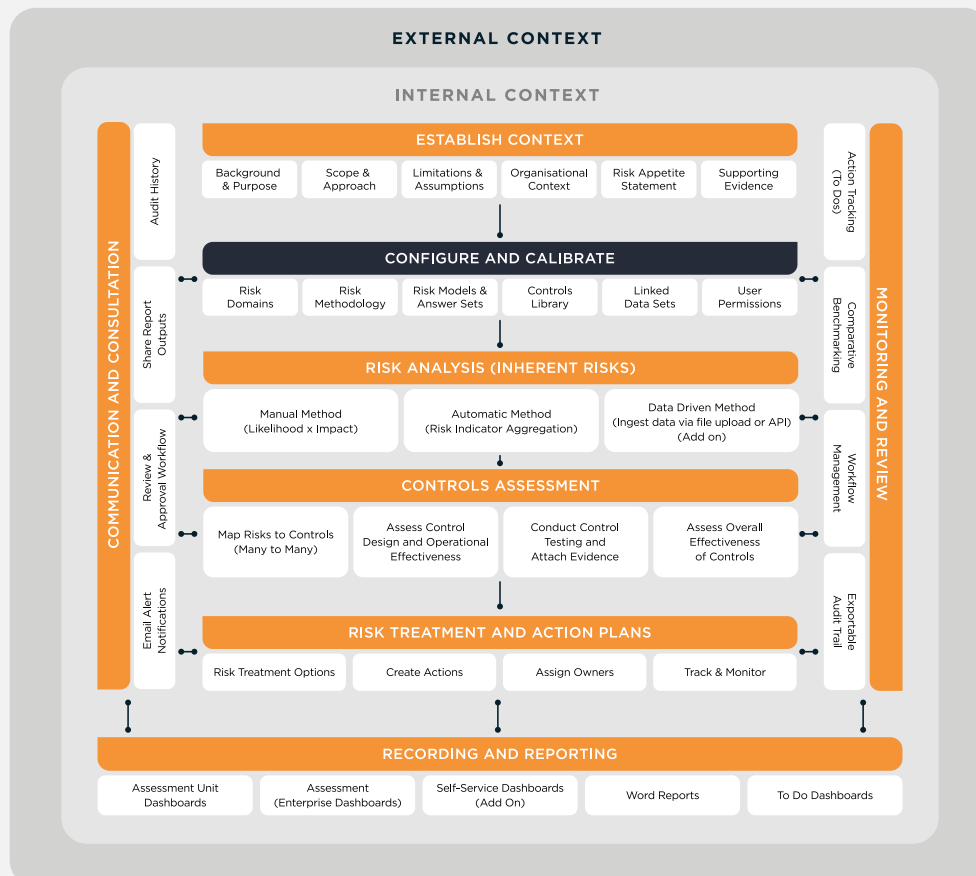 EXTERNAL CONTEXT
INTERNAL CONTEXT
COMMUNICATION AND CONSULTATION
Audit History
Share Report
Outputs
Review &
Approval Workflow
Email Alert
Notifications
ESTABLISH CONTEXT
Background
& Purpose
Scope &
Approach
Limitations &
Assumptions
Organisational
Context
Risk Appetite
Statement
Supporting
Evidence
CONFIGURE AND CALIBRATE
Risk
Domains
Risk
Methodology
Risk Models &
Answer Sets
Controls
Library
Linked
Data Sets
User
Permissions
RISK ANALYSIS (INHERENT RISKS)
Manual Method
(Likelihood x Impact)
Automatic Method
(Risk Indicator Aggregation)
Data Driven Method
(Ingest data via file upload or API)
(Add on)
CONTROLS ASSESSMENT
Map Risks to Controls
(Many to Many)
Assess Control
Design and Operational
Effectiveness
Conduct Control
Testing and
Attach Evidence
Assess Overall
Effectiveness
of Controls
RISK TREATMENT AND ACTION PLANS
Risk Treatment Options
Create Actions
Assign Owners
Track & Monitor
Action Tracking
(To Dos)
Comparative
Benchmarking
Workflow
Management
Exportable
Audit Trail
MONITORING AND REVIEW
RECORDING AND REPORTING
Assessment Unit
Dashboards
Assessment
(Enterprise Dashboards)
Self-Service Dashboards
(Add On)
Word Reports
To Do Dashboards